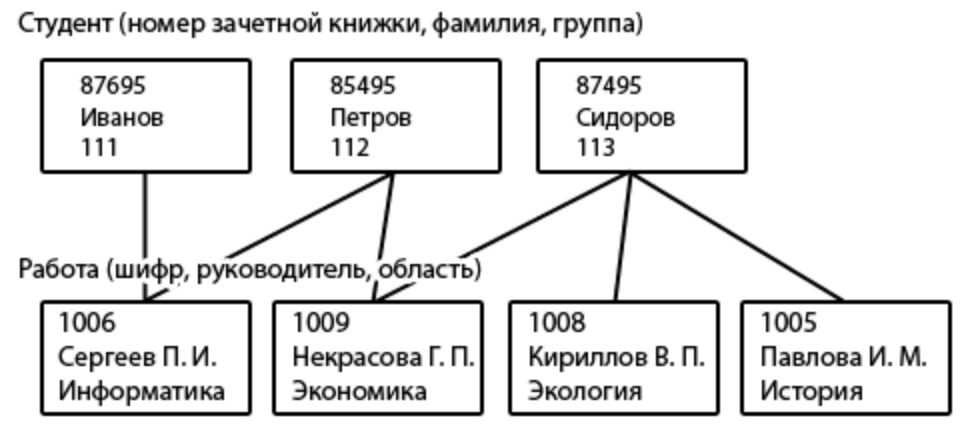 Студент (номер зачетной книжки, фамилия, группа)
87695
Иванов
111
85495
Петров
112
87495
Сидоров
113
Работа (шифр, руководитель, область)
1006
Сергеев П. И.
Информатика
1009
Некрасова Г. П.
Экономика
1008
Кириллов В. П.
Экология
1005
Павлова И. М.
История